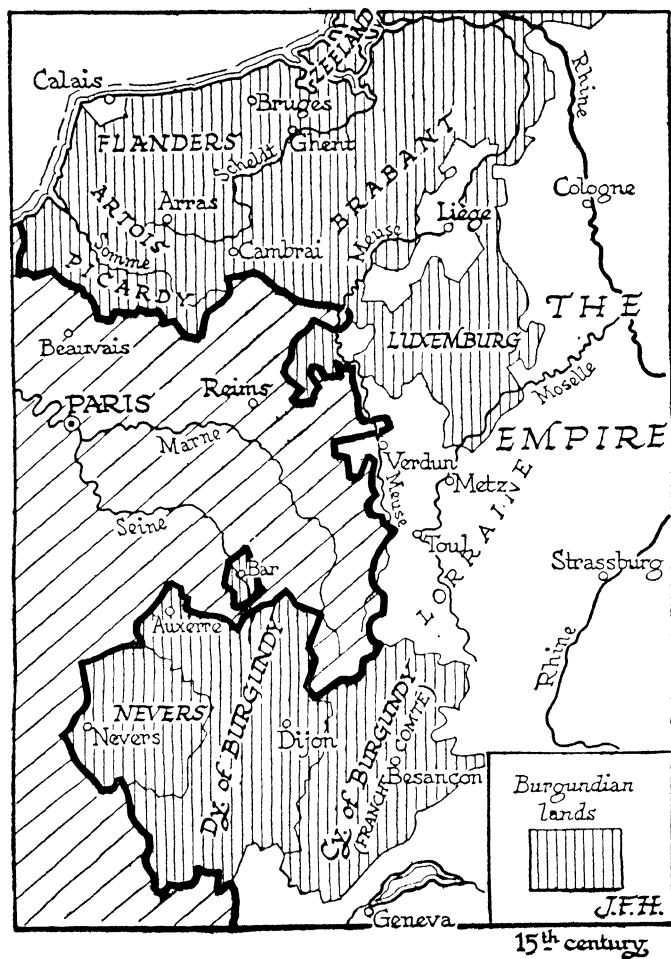 ZEELAND
Calais
Bruges
Rhine
FLANDERS
Ghent
Scheldt
BRABANT
ARTOIS
Arras
Cologne
Liège
Meuse
Somme
Cambrai
PICARDY
THE
Beauvais
LUXEMBURG
Reims
Moselle
PARIS
Marne
EMPIRE
Verdun
Metz
Meuse
Seine
Toul
LORRAINE
Bar
Strassburg
Auxerre
Rhine
NEVERS
Nevers
Dy. of BURGUNDY
Dijon
Cy. of BURGUNDY
(FRANCHE COMTÉ)
Besançon
Burgundian
lands
J.F.H.
Geneva
15th century